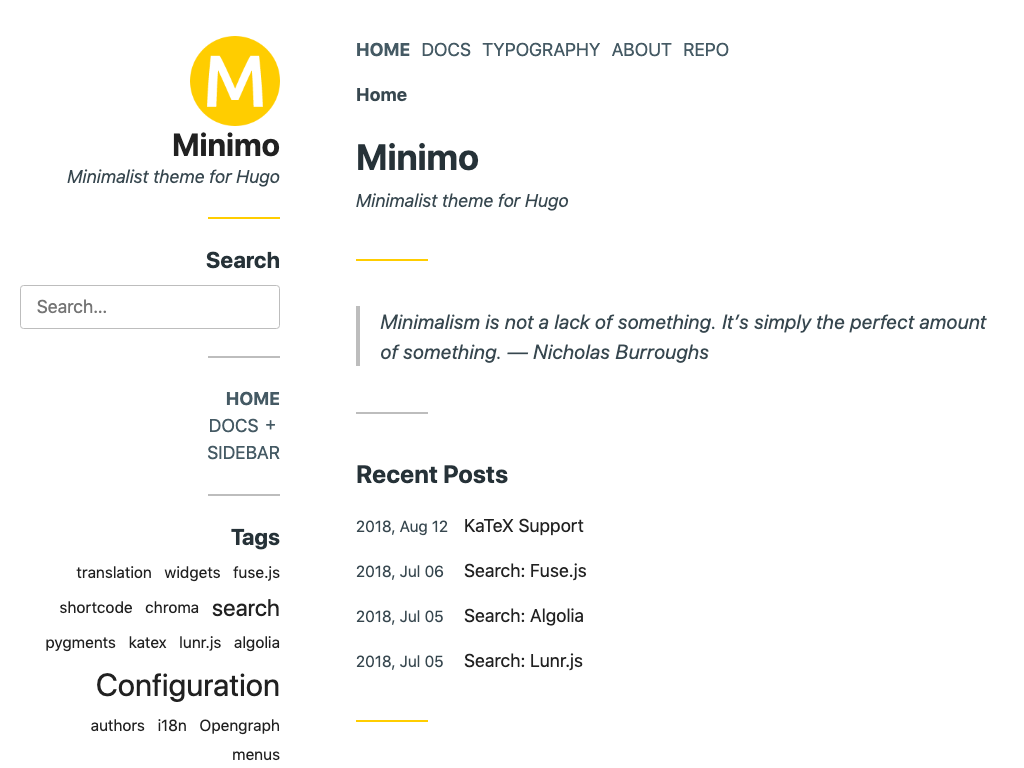 M
Minimo
Minimalist theme for Hugo
Search
Search...
HOME
DOCS +
SIDEBAR
Tags
translation widgets fuse.js
shortcode chroma search
pygments katex lunr.js algolia
Configuration
authors i18n Opengraph
menus
HOME DOCS TYPOGRAPHY ABOUT REPO
Home
Minimo
Minimalist theme for Hugo
Minimalism is not a lack of something. It’s simply the perfect amount
of something. — Nicholas Burroughs
Recent Posts
2018, Aug 12 KaTeX Support
2018, Jul 06 Search: Fuse.js
2018, Jul 05 Search: Algolia
2018, Jul 05 Search: Lunr.js